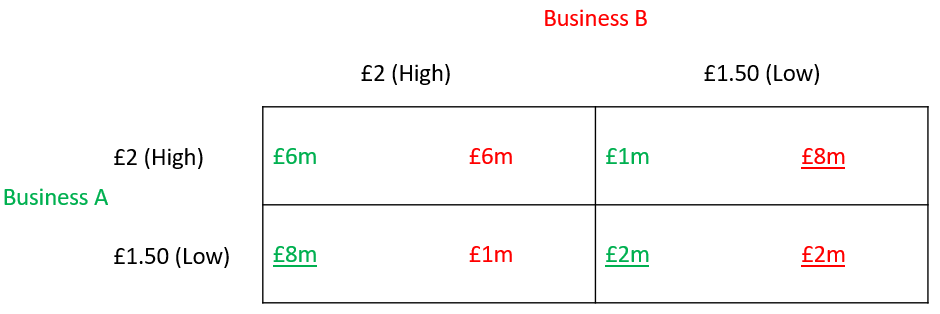 Business B
£2 (High) £1.50 (Low)
£2 (High) £6m £6m £1m £8m
Business A
£1.50 (Low) £8m £1m £2m £2m